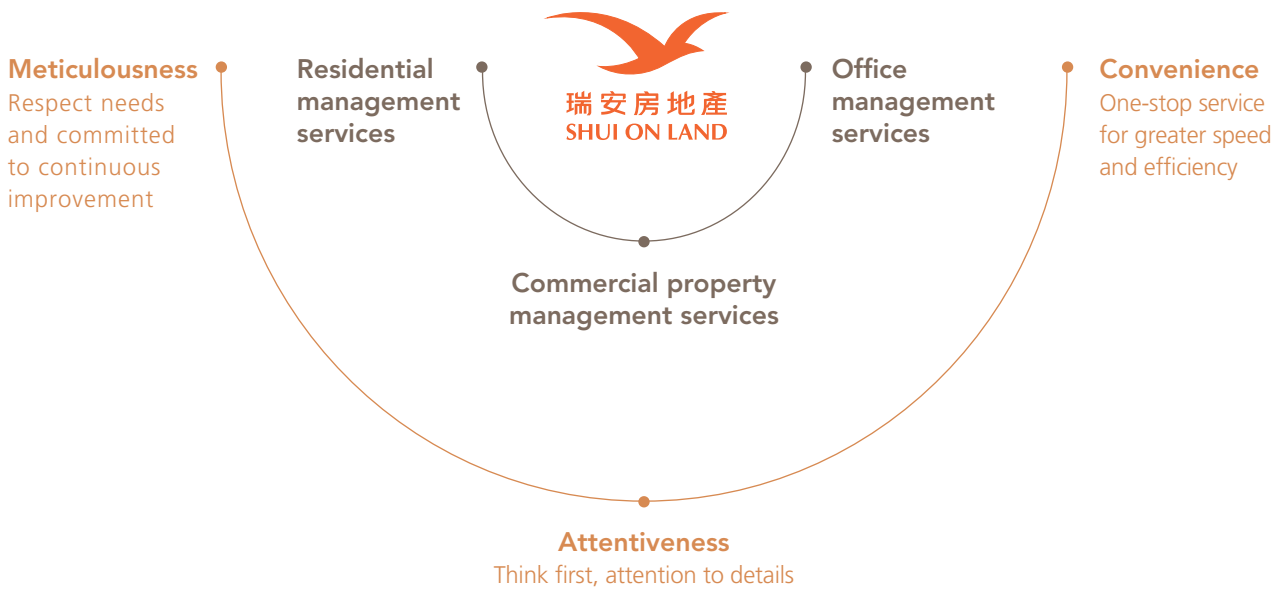 Meticulousness
Respect needs
and committed
to continuous
improvement
Residential
management
services
瑞安房地產
SHUI ON LAND
Office
management
services
Convenience
One-stop service
for greater speed
and efficiency
Commercial property
management services
Attentiveness
Think first, attention to details